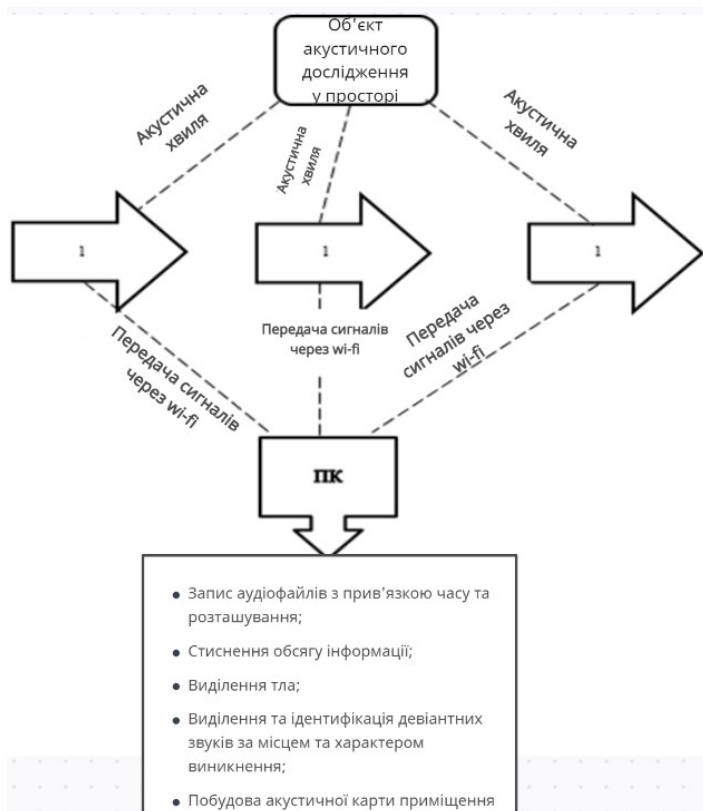 Об'єкт
акустичного
дослідження
у просторі
Акустична
хвиля
Акустична
хвиля
Акустична
хвиля
1
1
1
Передача сигналів
через wi-fi
Передача сигналів
через wi-fi
Передача
сигналів через
wi-fi
ПК
• Запис аудіофайлів з прив'язкою часу та
розташування;
• Стиснення обсягу інформації;
• Виділення тла;
• Виділення та ідентифікація девіантних
звуків за місцем та характером
виникнення;
• Побудова акустичної карти приміщення